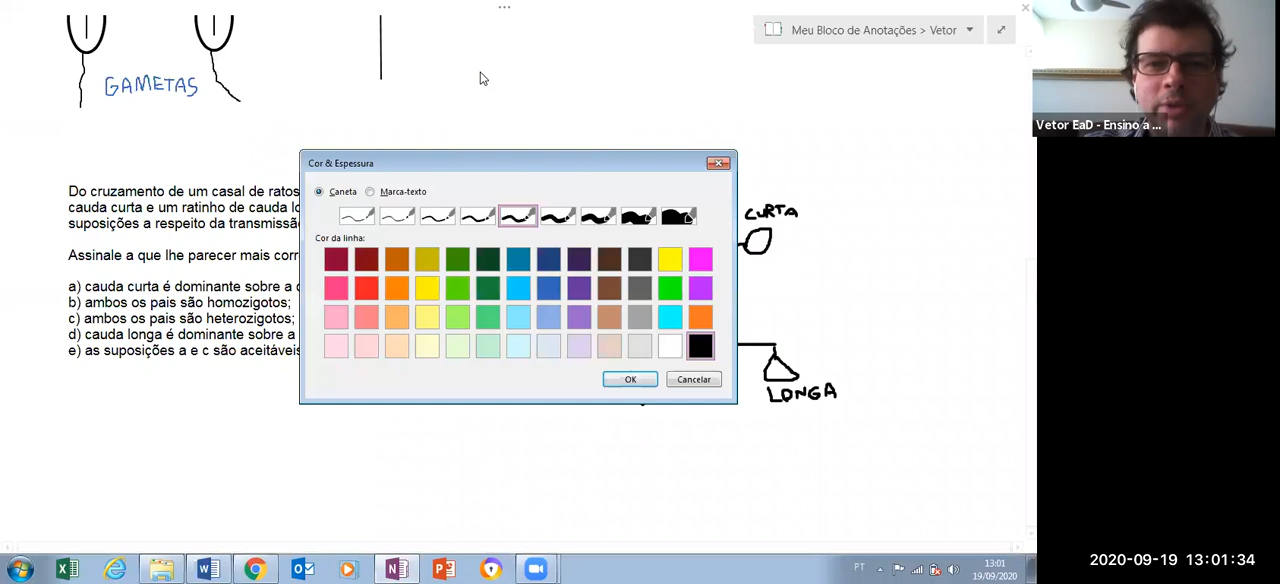 Meu Bloco de Anotações > Vetor
GAMETAS
Vetor EaD - Ensino a ...
Cor & Espessura
Do cruzamento de um casal de ratos
Caneta Marca-texto
cauda curta e um ratinho de cauda lo
suposições a respeito da transmissã
CURTA
Cor da linha:
Assinale a que lhe parecer mais corr
a) cauda curta é dominante sobre a c
b) ambos os pais são homozigotos;
c) ambos os pais são heterozigotos;
d) cauda longa é dominante sobre a
e) as suposições a e c são aceitáveis
OK Cancelar
LONGA
2020-09-19 13:01:34
PT
13:01
19/09/2020